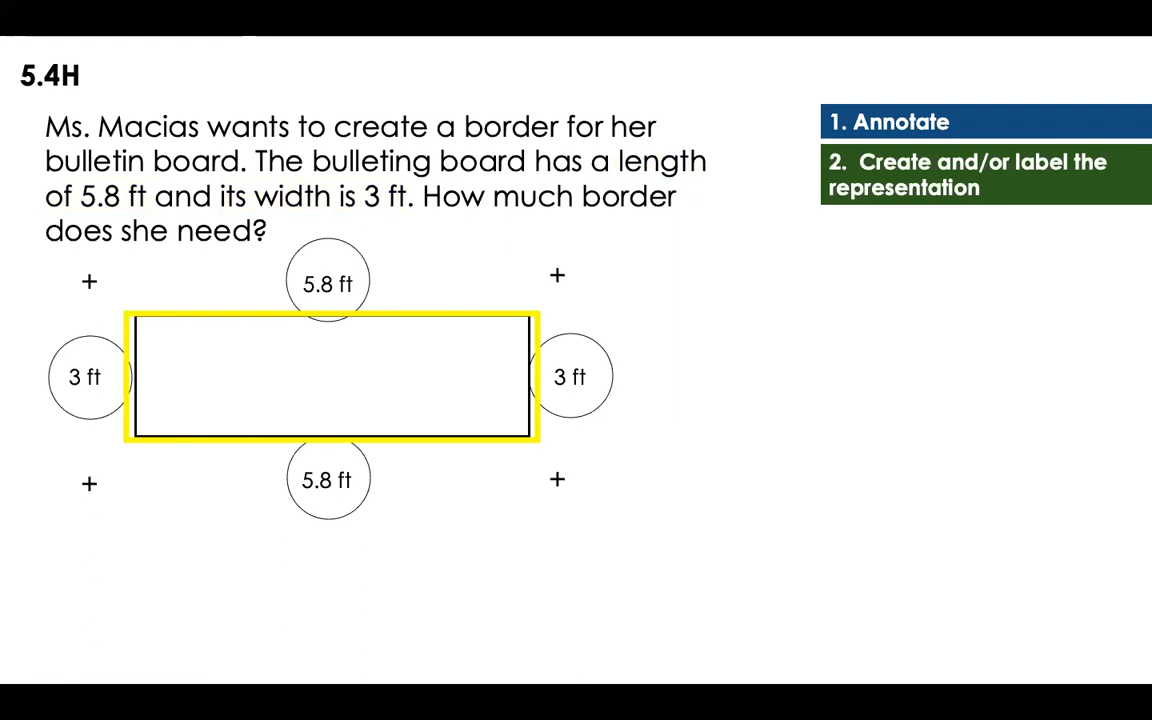 5.4H
Ms. Macias wants to create a border for her
bulletin board. The bulleting board has a length
of 5.8 ft and its width is 3 ft. How much border
does she need?
1. Annotate
2. Create and/or label the
representation
+ 5.8 ft +
3 ft 3 ft
+ 5.8 ft +